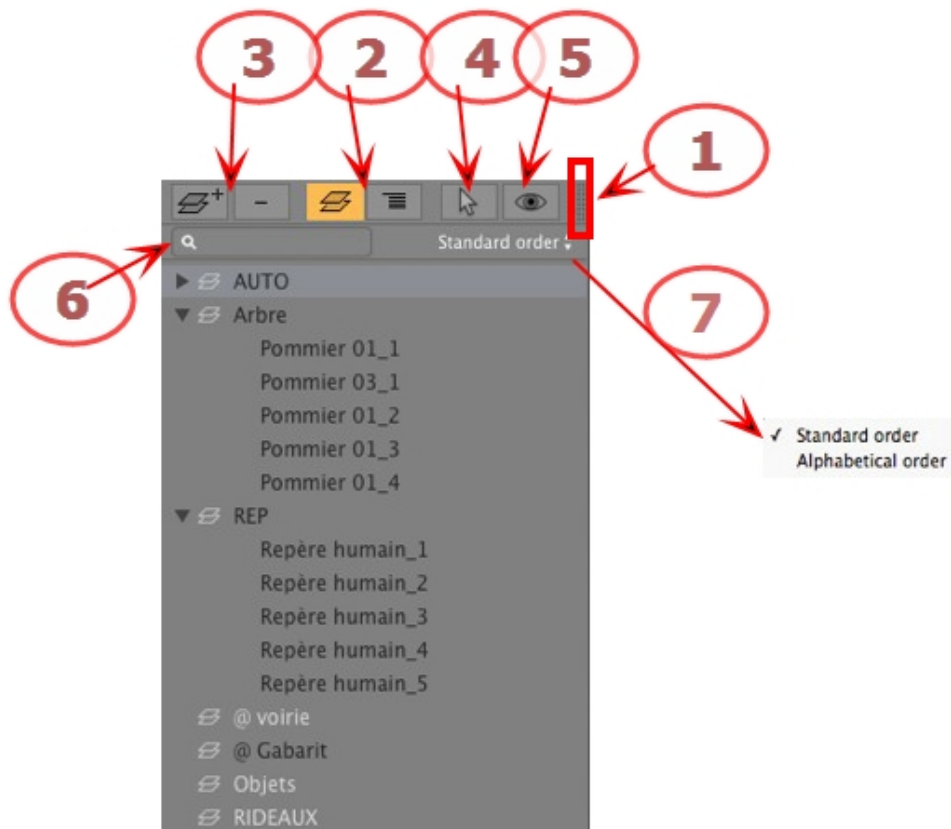 3 2 4 5
1
+ -
Standard order
6
7
AUTO
Arbre
Pommier 01_1
Pommier 03_1
Pommier 01_2
Pommier 01_3
✓ Standard order
Alphabetical order
Pommier 01_4
REP
Repère humain_1
Repère humain_2
Repère humain_3
Repère humain_4
Repère humain_5
@ voirie
@ Gabarit
Objets
RIDEAUX